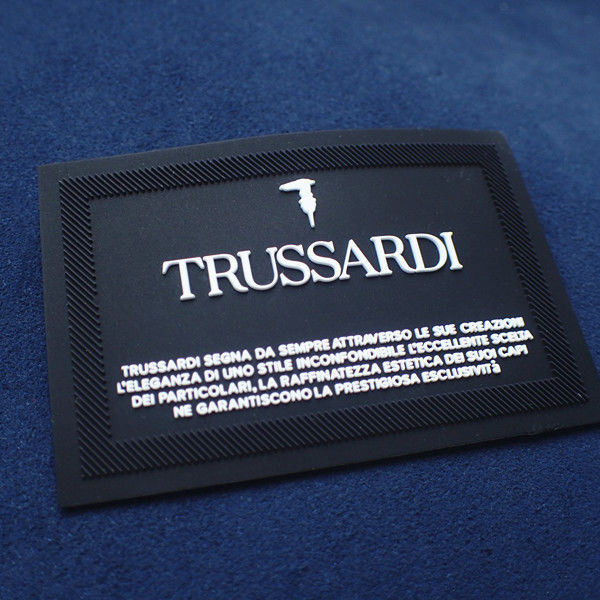 TRUSSARDI
TRUSSARDI SEGNA DA SEMPRE ATTRAVERSO LE SUE CREAZIONI
L'ELEGANZA DI UNO STILE INCONFONDIBILE L'ECCELLENTE SCELTA
DEI PARTICOLARI, LA RAFFINATEZZA ESTETICA DEI SUOI CAPI
NE GARANTISCONO LA PRESTIGIOSA ESCLUSIVITà